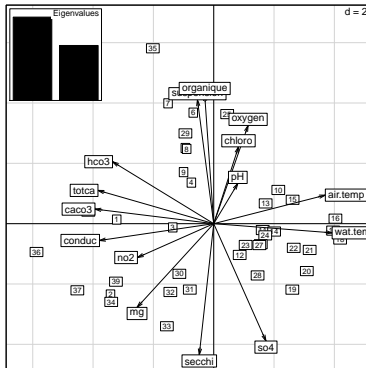 Eigenvalues
d = 2
35
organique
7
6
oxygen
29
chloro
8
hco3
9
4
pH
totca
10
air.temp
13
15
caco3
1
16
3
wat.tem
conduc
24
23
27
22
21
36
no2
12
30
28
20
39
37
2
32
31
19
34
mg
33
so4
secchi